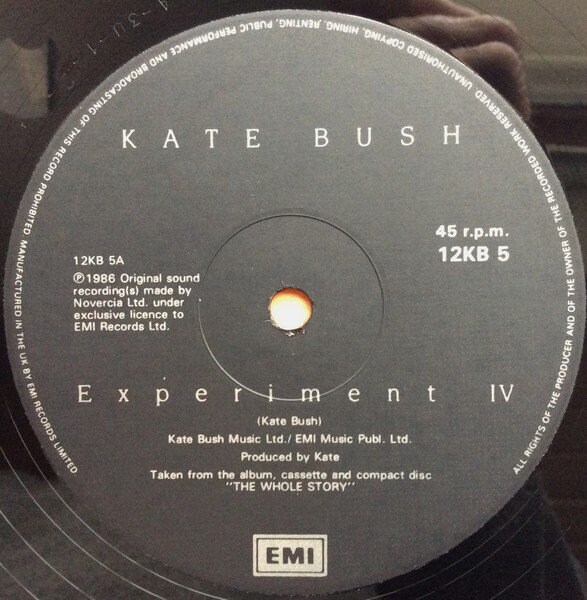 KATE BUSH
45 r.p.m.
12KB 5
12KB 5A
℗1986 Original sound
recording(s) made by
Novercia Ltd. under
exclusive licence to
EMI Records Ltd.
Experiment IV
(Kate Bush)
Kate Bush Music Ltd./ EMI Music Publ. Ltd.
Produced by Kate
Taken from the album, cassette and compact disc
"THE WHOLE STORY"
EMI
ALL RIGHTS OF THE PRODUCER AND OF THE OWNER OF THE RECORDED WORK RESERVED. UNAUTHORISED COPYING, HIRING, RENTING, PUBLIC PERFORMANCE AND BROADCASTING OF THIS RECORD PROHIBITED. MANUFACTURED IN THE UK BY EMI RECORDS LIMITED